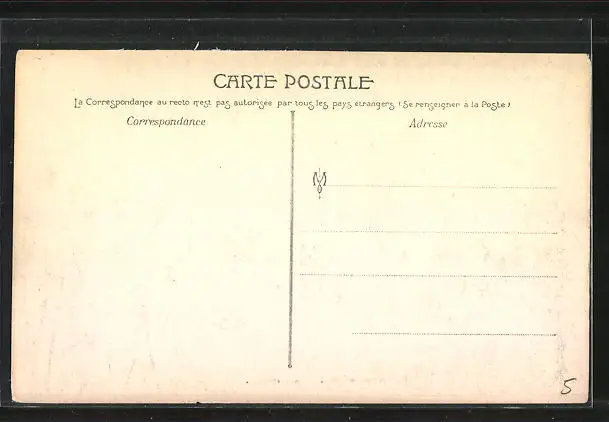 CARTE POSTALE
La Correspondance au recto n'est pas autorisée par tous les pays étrangers (Se renseigner à la Poste)
Correspondance
Adresse
M
5